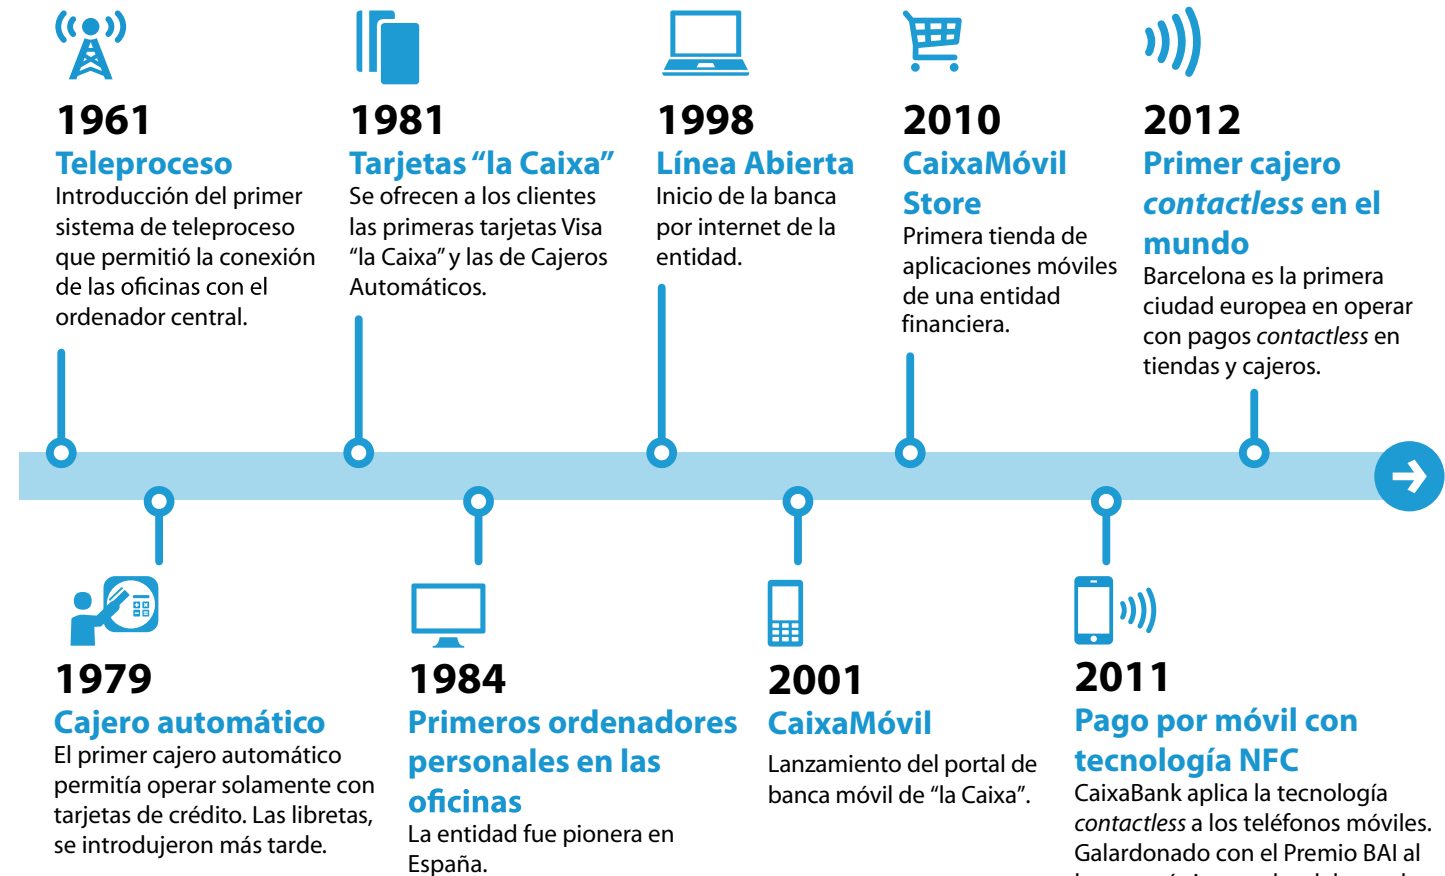 1961
Teleproceso
Introducción del primer
sistema de teleproceso
que permitió la conexión
de las oficinas con el
ordenador central.
1981
Tarjetas “la Caixa”
Se ofrecen a los clientes
las primeras tarjetas Visa
“la Caixa” y las de Cajeros
Automáticos.
1998
Línea Abierta
Inicio de la banca
por internet de la
entidad.
2010
CaixaMóvil
Store
Primera tienda de
aplicaciones móviles
de una entidad
financiera.
2012
Primer cajero
contactless en el
mundo
Barcelona es la primera
ciudad europea en operar
con pagos contactless en
tiendas y cajeros.
1979
Cajero automático
El primer cajero automático
permitía operar solamente con
tarjetas de crédito. Las libretas,
se introdujeron más tarde.
1984
Primeros ordenadores
personales en las
oficinas
La entidad fue pionera en
España.
2001
CaixaMóvil
Lanzamiento del portal de
banca móvil de “la Caixa”.
2011
Pago por móvil con
tecnología NFC
CaixaBank aplica la tecnología
contactless a los teléfonos móviles.
Galardonado con el Premio BAI al